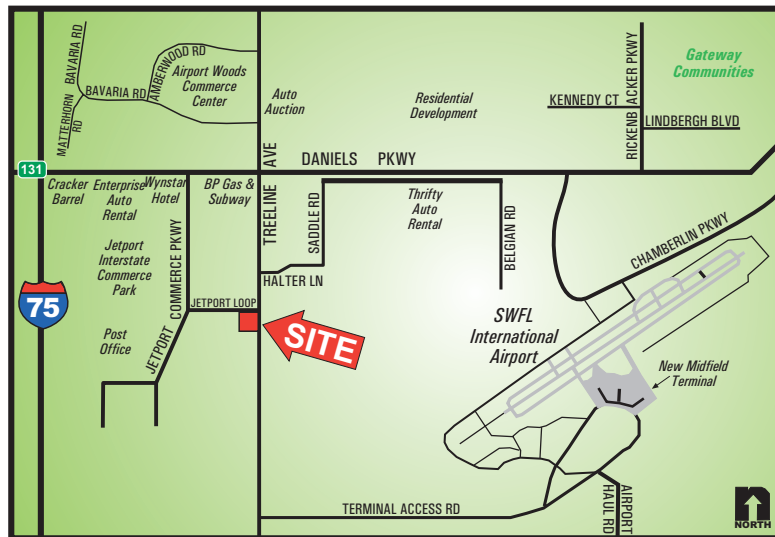 BAVARIA RD
AMBERWOOD RD
Airport Woods
Commerce
Center
BAVARIA RD
MATTERHORN
RD
Auto
Auction
Residential
Development
KENNEDY CT
RICKENB ACKER PKWY
Gateway
Communities
LINDBERGH BLVD
131
TREELINE AVE
DANIELS PKWY
Cracker
Barrel
Enterprise
Auto
Rental
Wynstar
Hotel
BP Gas &
Subway
SADDLE RD
Thrifty
Auto
Rental
BELGIAN RD
CHAMBERLIN PKWY
Jetport
Interstate
Commerce
Park
JETPORT COMMERCE PKWY
HALTER LN
75
JETPORT LOOP
SITE
Post
Office
SWFL
International
Airport
New Midfield
Terminal
TERMINAL ACCESS RD
AIRPORT
HAUL RD
NORTH